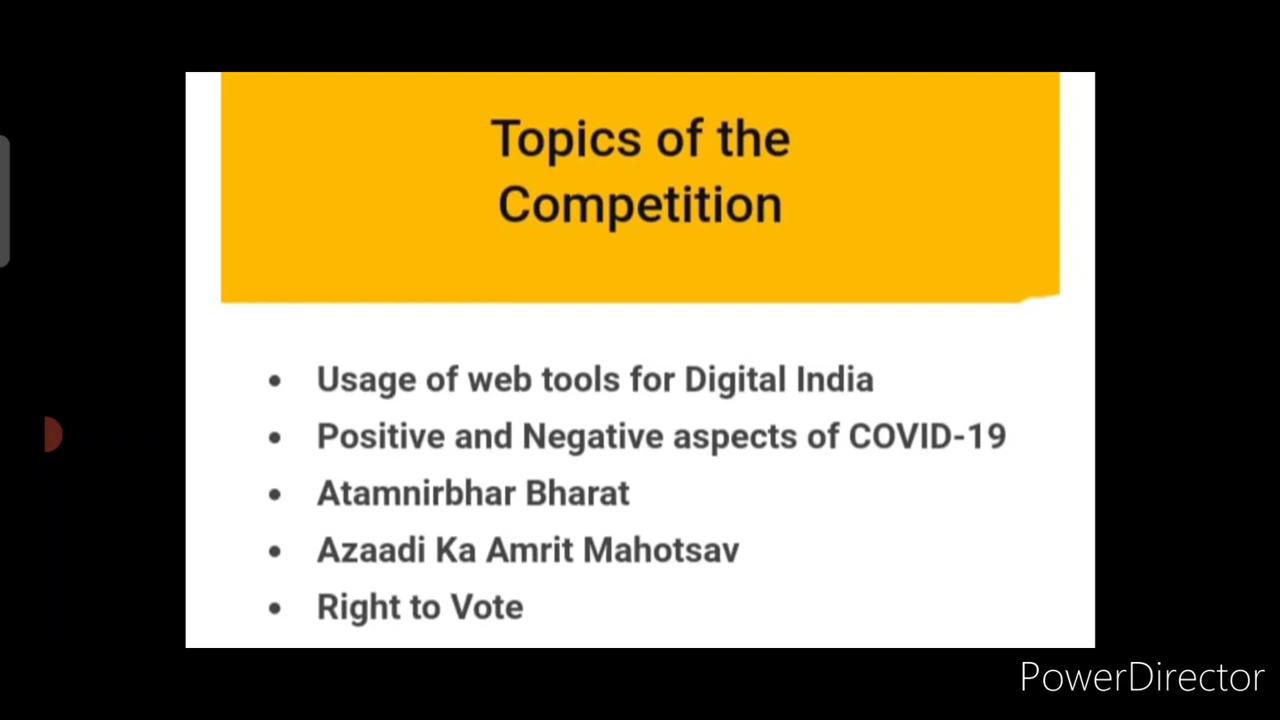 Topics of the
Competition
• Usage of web tools for Digital India
• Positive and Negative aspects of COVID-19
• Atamnirbhar Bharat
• Azaadi Ka Amrit Mahotsav
• Right to Vote
PowerDirector